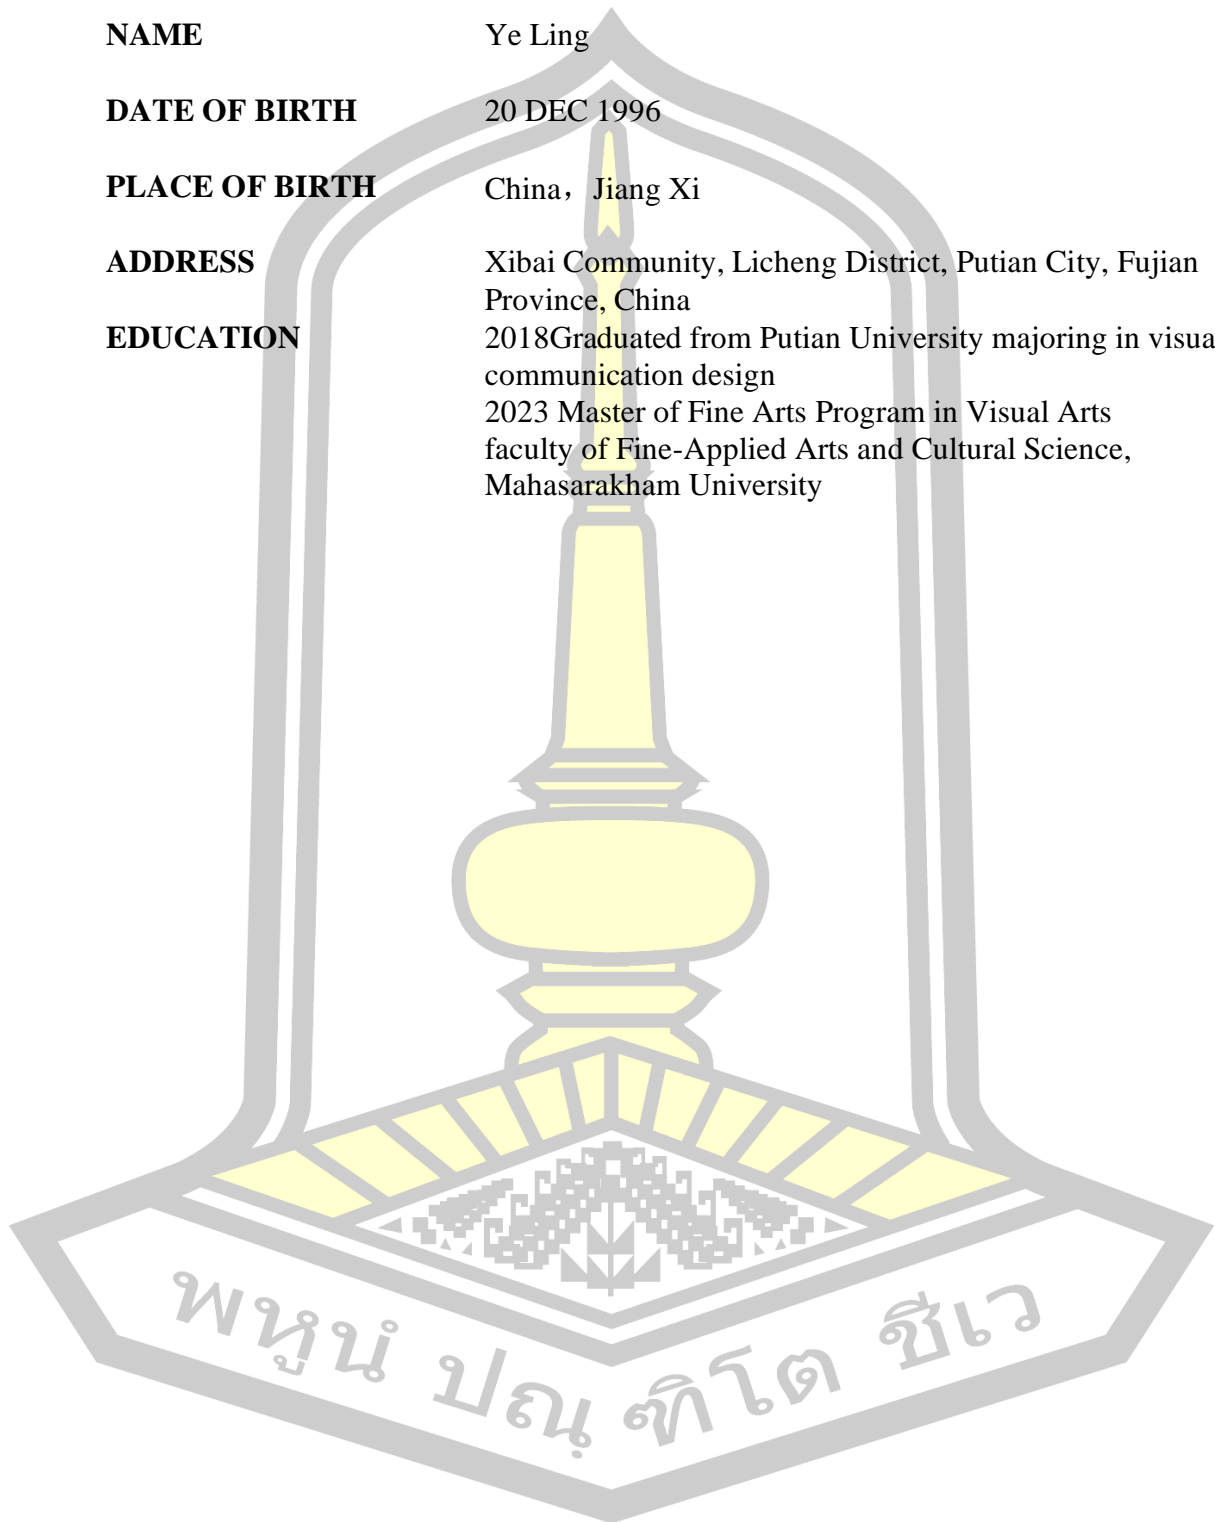 NAME Ye Ling
DATE OF BIRTH 20 DEC 1996
PLACE OF BIRTH China，Jiang Xi
ADDRESS Xibai Community, Licheng District, Putian City, Fujian
Province, China
EDUCATION 2018Graduated from Putian University majoring in visua
communication design
2023 Master of Fine Arts Program in Visual Arts
faculty of Fine-Applied Arts and Cultural Science,
Mahasarakham University
พหูนํ ปณฺฑิโต ชีเว